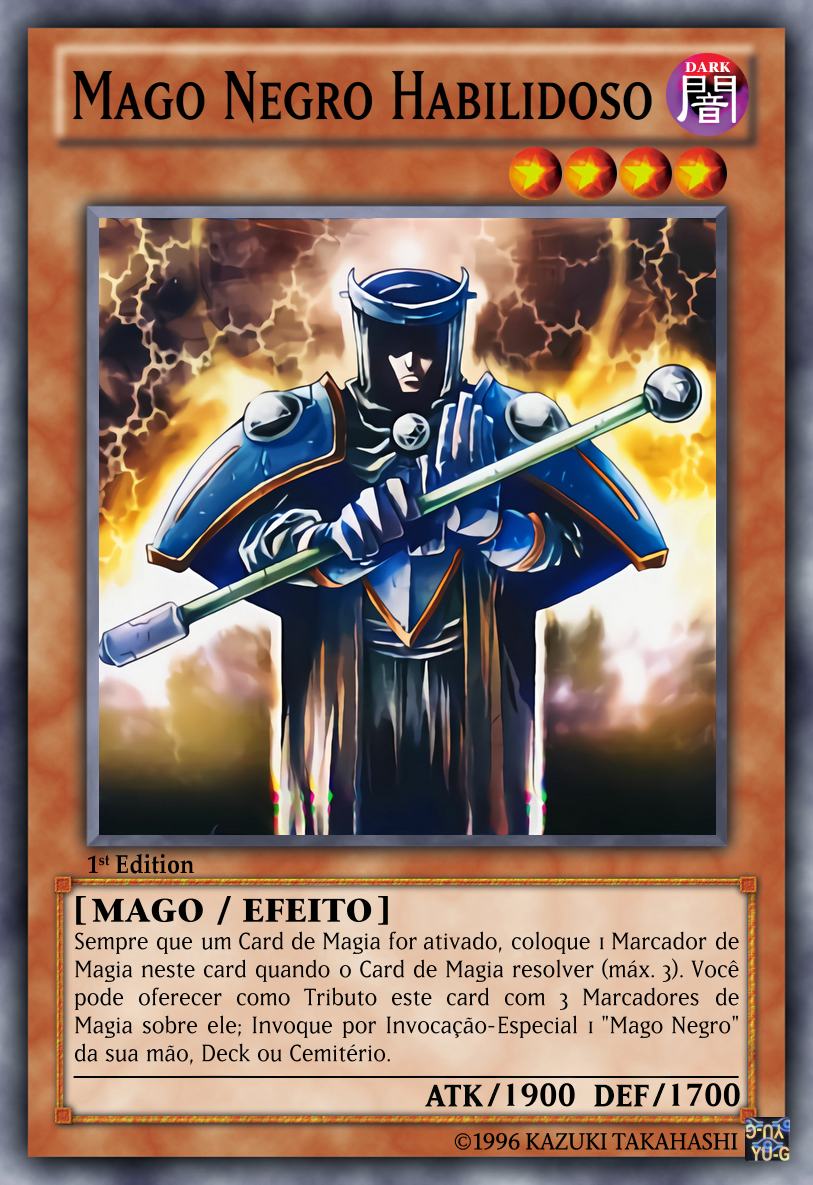 Mago Negro Habilidoso
DARK
闇
1st Edition
[ MAGO / EFEITO ]
Sempre que um Card de Magia for ativado, coloque 1 Marcador de
Magia neste card quando o Card de Magia resolver (máx. 3). Você
pode oferecer como Tributo este card com 3 Marcadores de
Magia sobre ele; Invoque por Invocação-Especial 1 "Mago Negro"
da sua mão, Deck ou Cemitério.
ATK/1900 DEF/1700
©1996 KAZUKI TAKAHASHI
YU-G
YU-G